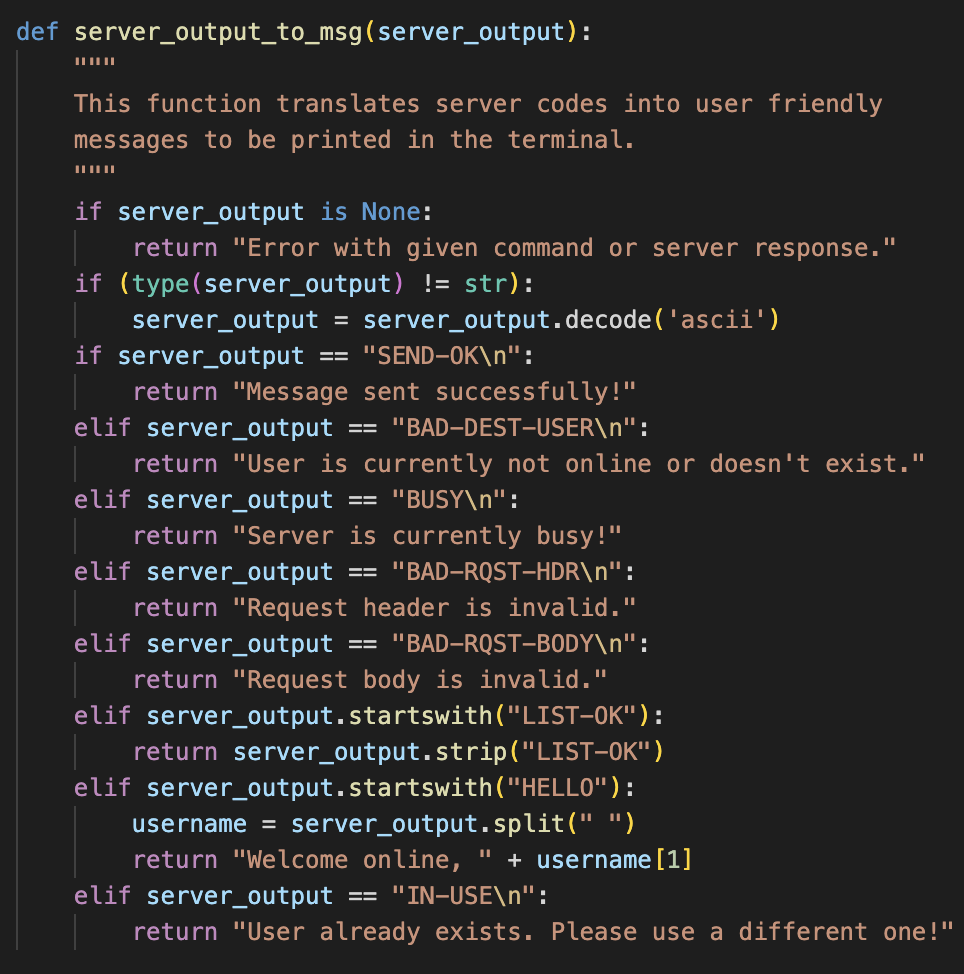 def server_output_to_msg(server_output):
    """
    This function translates server codes into user friendly
    messages to be printed in the terminal.
    """
    if server_output is None:
        return "Error with given command or server response."
    if (type(server_output) != str):
        server_output = server_output.decode('ascii')
    if server_output == "SEND-OK\n":
        return "Message sent successfully!"
    elif server_output == "BAD-DEST-USER\n":
        return "User is currently not online or doesn't exist."
    elif server_output == "BUSY\n":
        return "Server is currently busy!"
    elif server_output == "BAD-RQST-HDR\n":
        return "Request header is invalid."
    elif server_output == "BAD-RQST-BODY\n":
        return "Request body is invalid."
    elif server_output.startswith("LIST-OK"):
        return server_output.strip("LIST-OK")
    elif server_output.startswith("HELLO"):
        username = server_output.split(" ")
        return "Welcome online, " + username[1]
    elif server_output == "IN-USE\n":
        return "User already exists. Please use a different one!"